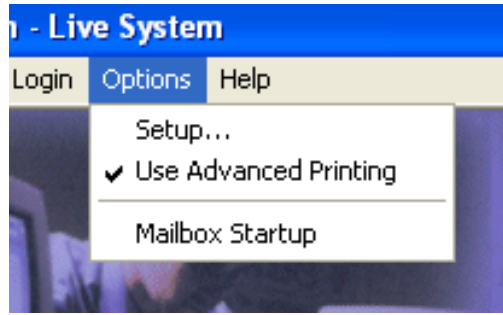 - Live System
Login Options Help
Setup...
✔ Use Advanced Printing
Mailbox Startup